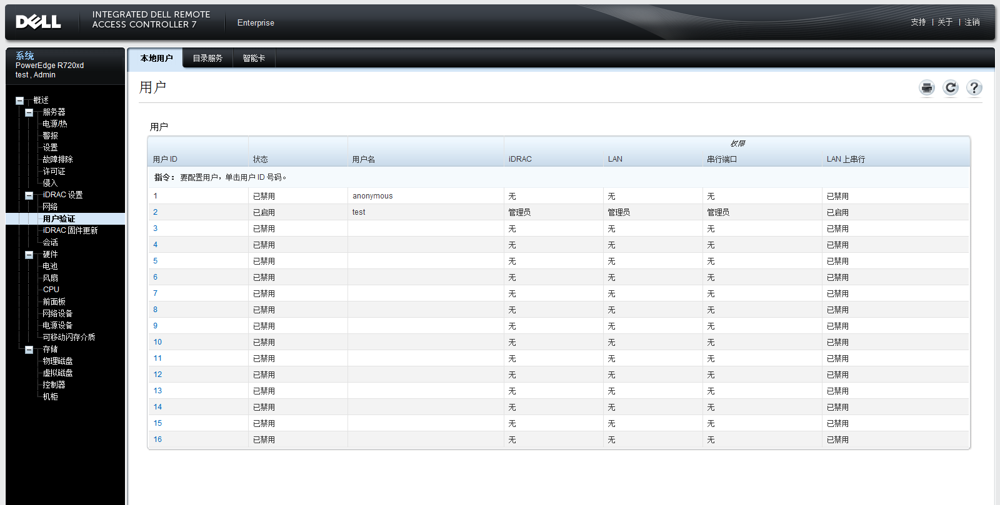 DELL
INTEGRATED DELL REMOTE
ACCESS CONTROLLER 7
Enterprise
支持 | 关于 | 注销
系统
PowerEdge R720xd
test , Admin
概述
服务器
电源/热
警报
设置
故障排除
许可证
侵入
iDRAC 设置
网络
用户验证
iDRAC 固件更新
会话
硬件
电池
风扇
CPU
前面板
网络设备
电源设备
可移动闪存介质
存储
物理磁盘
虚拟磁盘
控制器
机柜
本地用户 目录服务 智能卡
用户
用户
权限
用户 ID 状态 用户名 iDRAC LAN 串行端口 LAN 上串行
指令： 要配置用户，单击用户 ID 号码。
1 已禁用 anonymous 无 无 无 已禁用
2 已启用 test 管理员 管理员 管理员 已启用
3 已禁用 无 无 无 已禁用
4 已禁用 无 无 无 已禁用
5 已禁用 无 无 无 已禁用
6 已禁用 无 无 无 已禁用
7 已禁用 无 无 无 已禁用
8 已禁用 无 无 无 已禁用
9 已禁用 无 无 无 已禁用
10 已禁用 无 无 无 已禁用
11 已禁用 无 无 无 已禁用
12 已禁用 无 无 无 已禁用
13 已禁用 无 无 无 已禁用
14 已禁用 无 无 无 已禁用
15 已禁用 无 无 无 已禁用
16 已禁用 无 无 无 已禁用